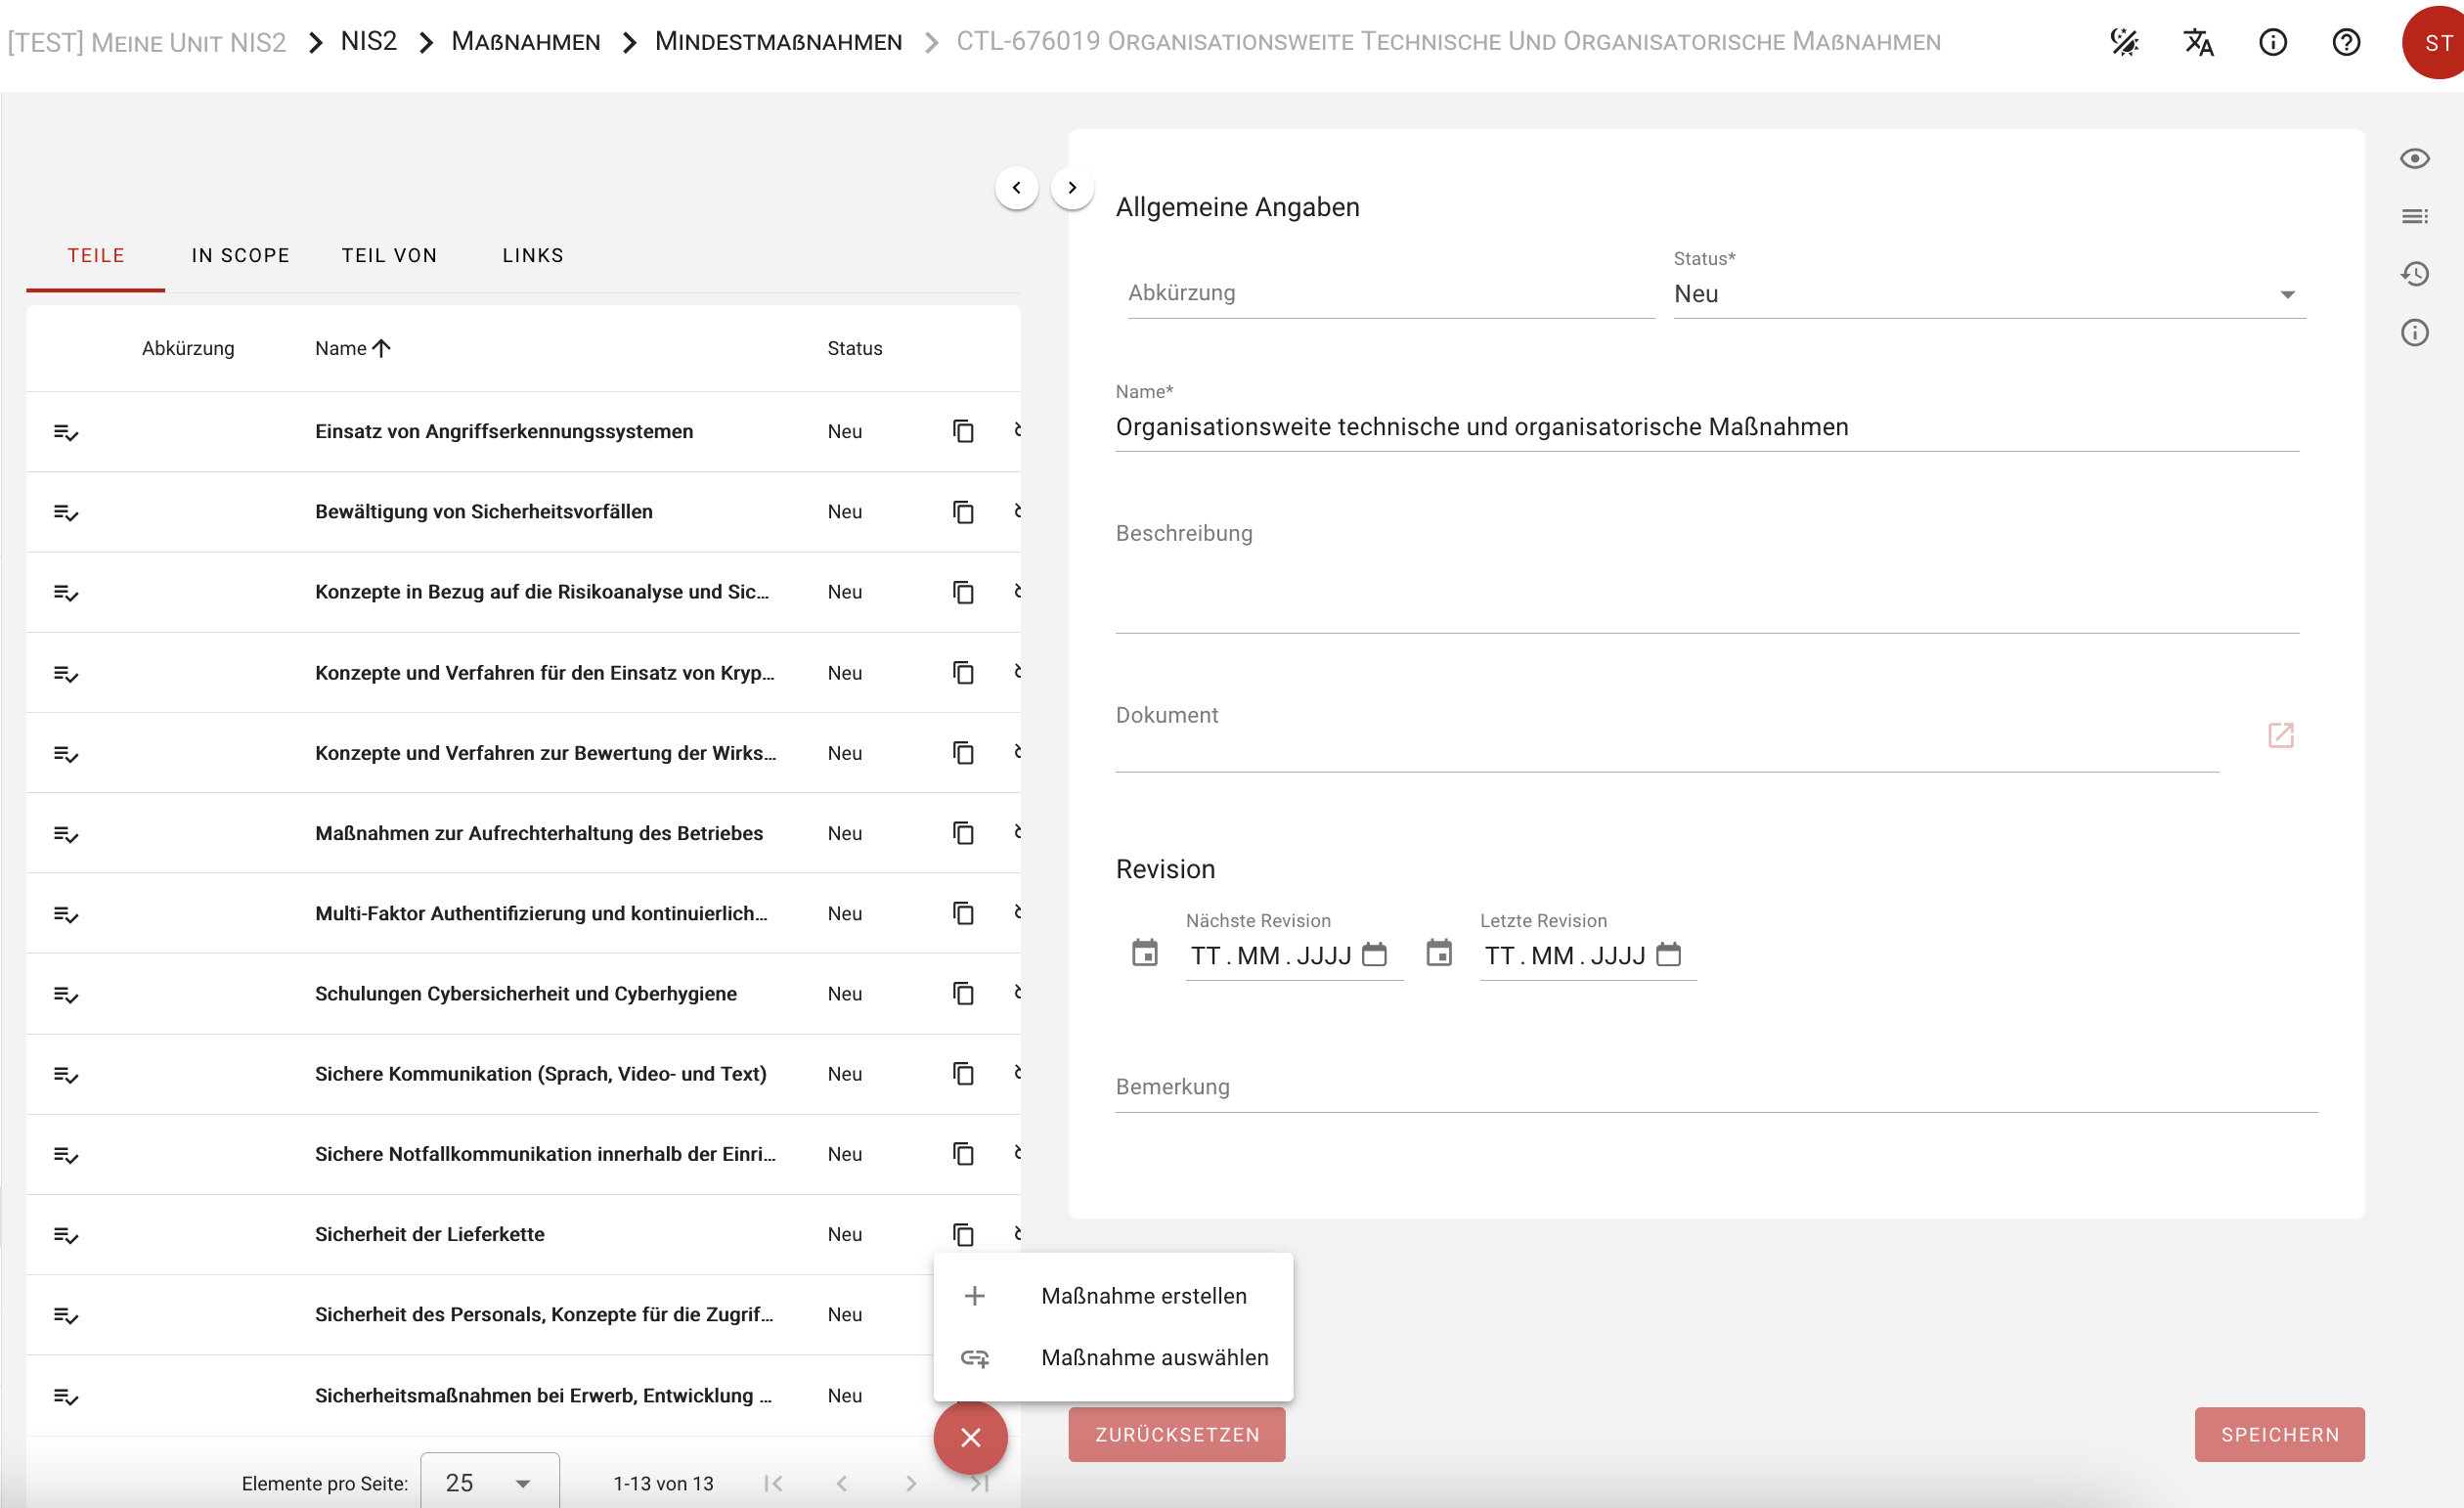 [TEST] MEINE UNIT NIS2 NIS2 MAßNAHMEN MINDESTMAßNAHMEN CTL-676019 ORGANISATIONSWEITE TECHNISCHE UND ORGANISATORISCHE MAßNAHMEN
ST
TEILE IN SCOPE TEIL VON LINKS
Abkürzung Name Status
Einsatz von Angriffserkennungssystemen Neu
Bewältigung von Sicherheitsvorfällen Neu
Konzepte in Bezug auf die Risikoanalyse und Sic... Neu
Konzepte und Verfahren für den Einsatz von Kryp... Neu
Konzepte und Verfahren zur Bewertung der Wirks... Neu
Maßnahmen zur Aufrechterhaltung des Betriebes Neu
Multi-Faktor Authentifizierung und kontinuierlich... Neu
Schulungen Cybersicherheit und Cyberhygiene Neu
Sichere Kommunikation (Sprach, Video- und Text) Neu
Sichere Notfallkommunikation innerhalb der Einri... Neu
Sicherheit der Lieferkette Neu
Sicherheit des Personals, Konzepte für die Zugrif... Neu
Sicherheitsmaßnahmen bei Erwerb, Entwicklung ... Neu
Elemente pro Seite: 25 1-13 von 13
Maßnahme erstellen
Maßnahme auswählen
Allgemeine Angaben
Abkürzung
Status*
Neu
Name*
Organisationsweite technische und organisatorische Maßnahmen
Beschreibung
Dokument
Revision
Nächste Revision Letzte Revision
TT.MM.JJJJ TT.MM.JJJJ
Bemerkung
ZURÜCKSETZEN SPEICHERN